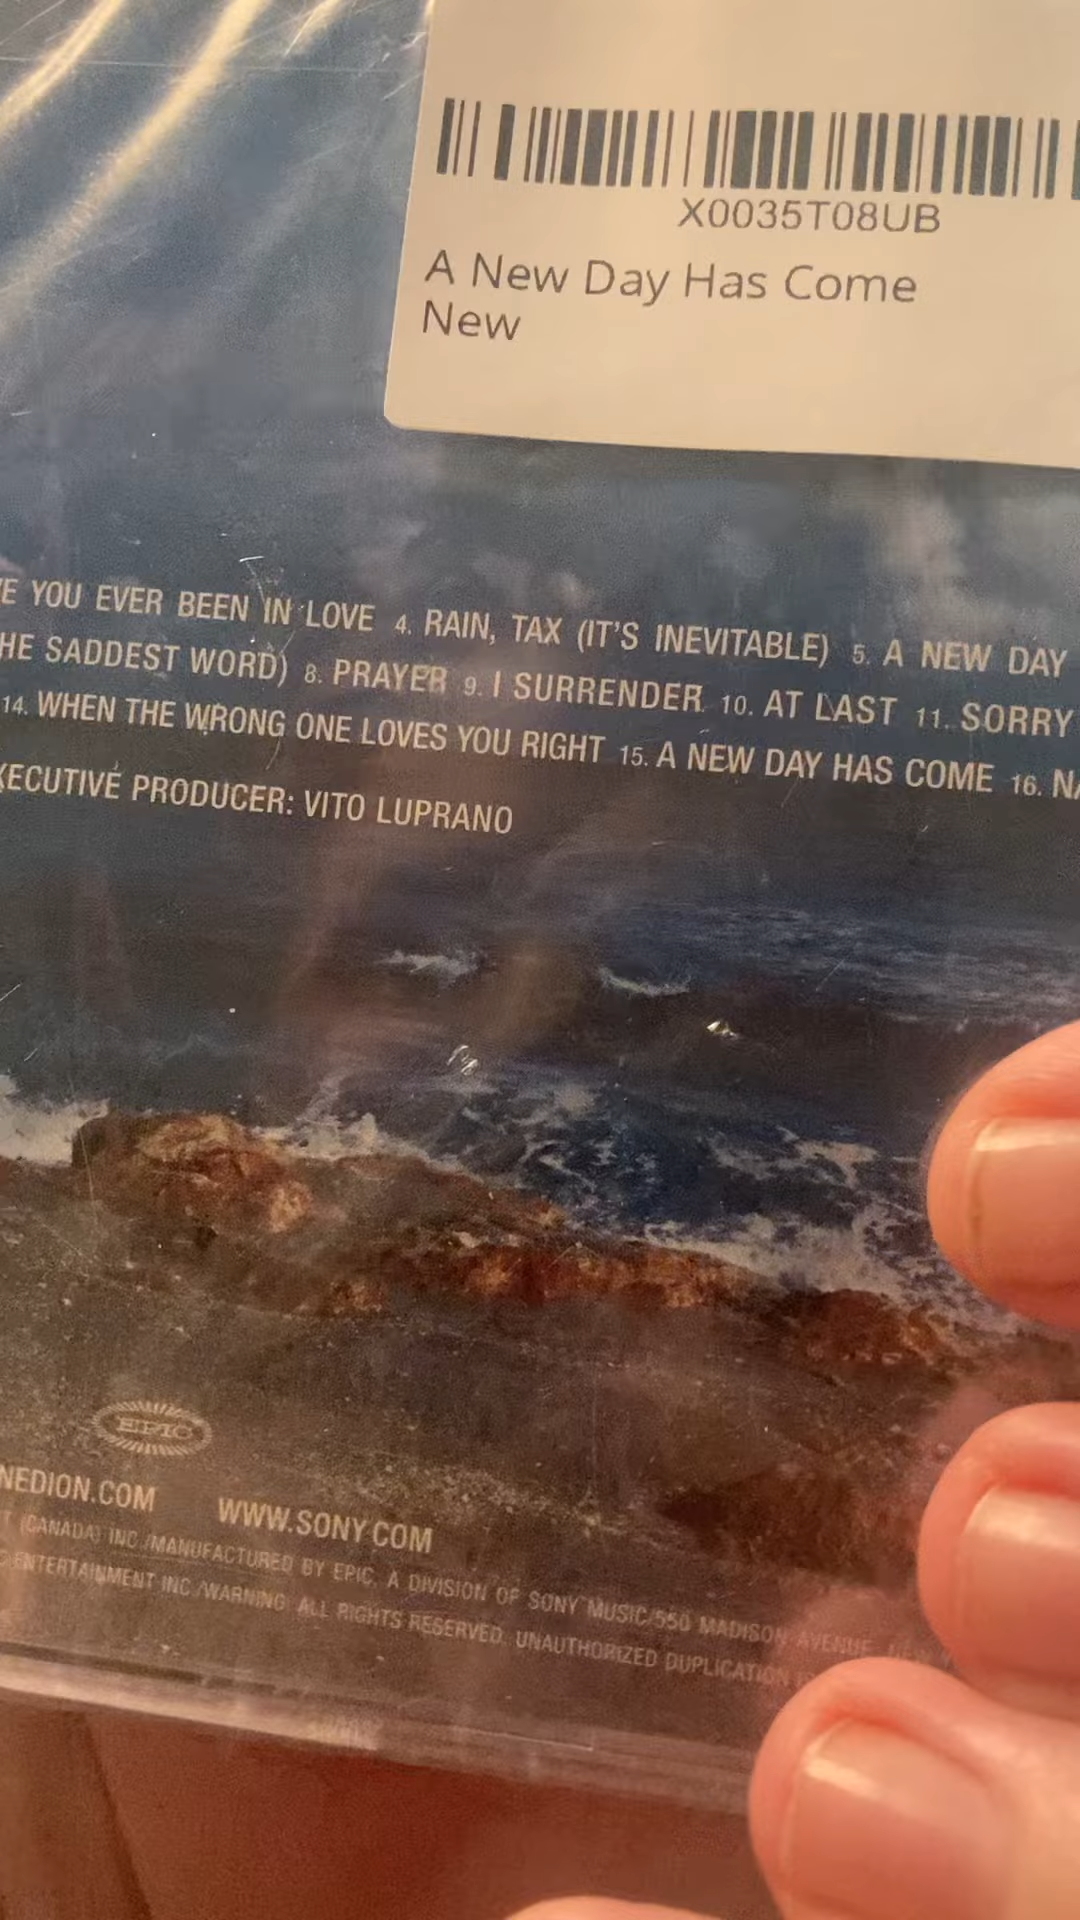 X0035T08UB
A New Day Has Come
New
VE YOU EVER BEEN IN LOVE 4. RAIN, TAX (IT'S INEVITABLE) 5. A NEW DAY
HE SADDEST WORD) 8. PRAYER 9. I SURRENDER 10. AT LAST 11. SORRY
14. WHEN THE WRONG ONE LOVES YOU RIGHT 15. A NEW DAY HAS COME 16. NA
XECUTIVE PRODUCER: VITO LUPRANO
EPIC
NEDION.COM WWW.SONY.COM
T (CANADA) INC./MANUFACTURED BY EPIC, A DIVISION OF SONY MUSIC/550 MADISON AVENUE, NEW Y
C ENTERTAINMENT INC./WARNING: ALL RIGHTS RESERVED. UNAUTHORIZED DUPLICATION